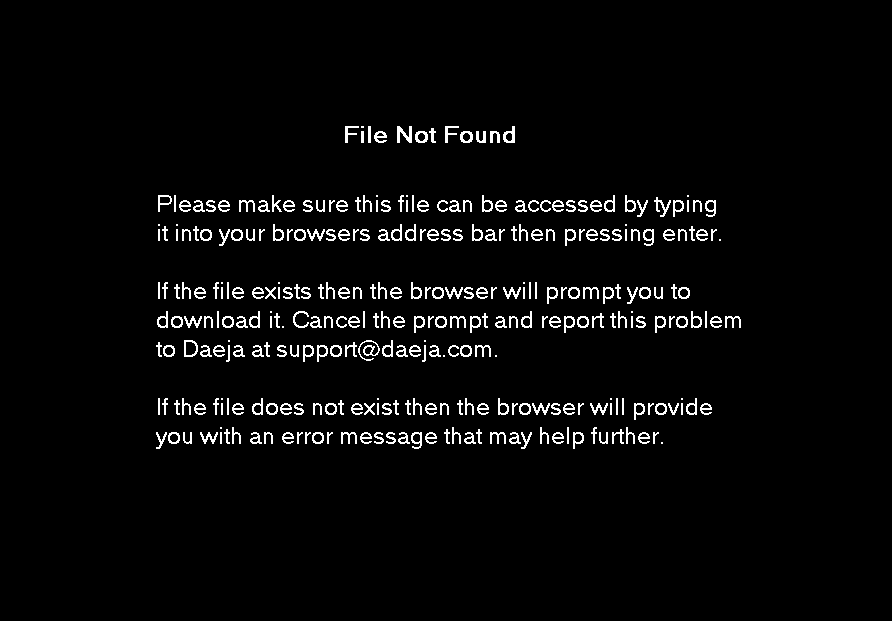 File Not Found
Please make sure this file can be accessed by typing
it into your browsers address bar then pressing enter.
If the file exists then the browser will prompt you to
download it. Cancel the prompt and report this problem
to Daeja at support@daeja.com.
If the file does not exist then the browser will provide
you with an error message that may help further.